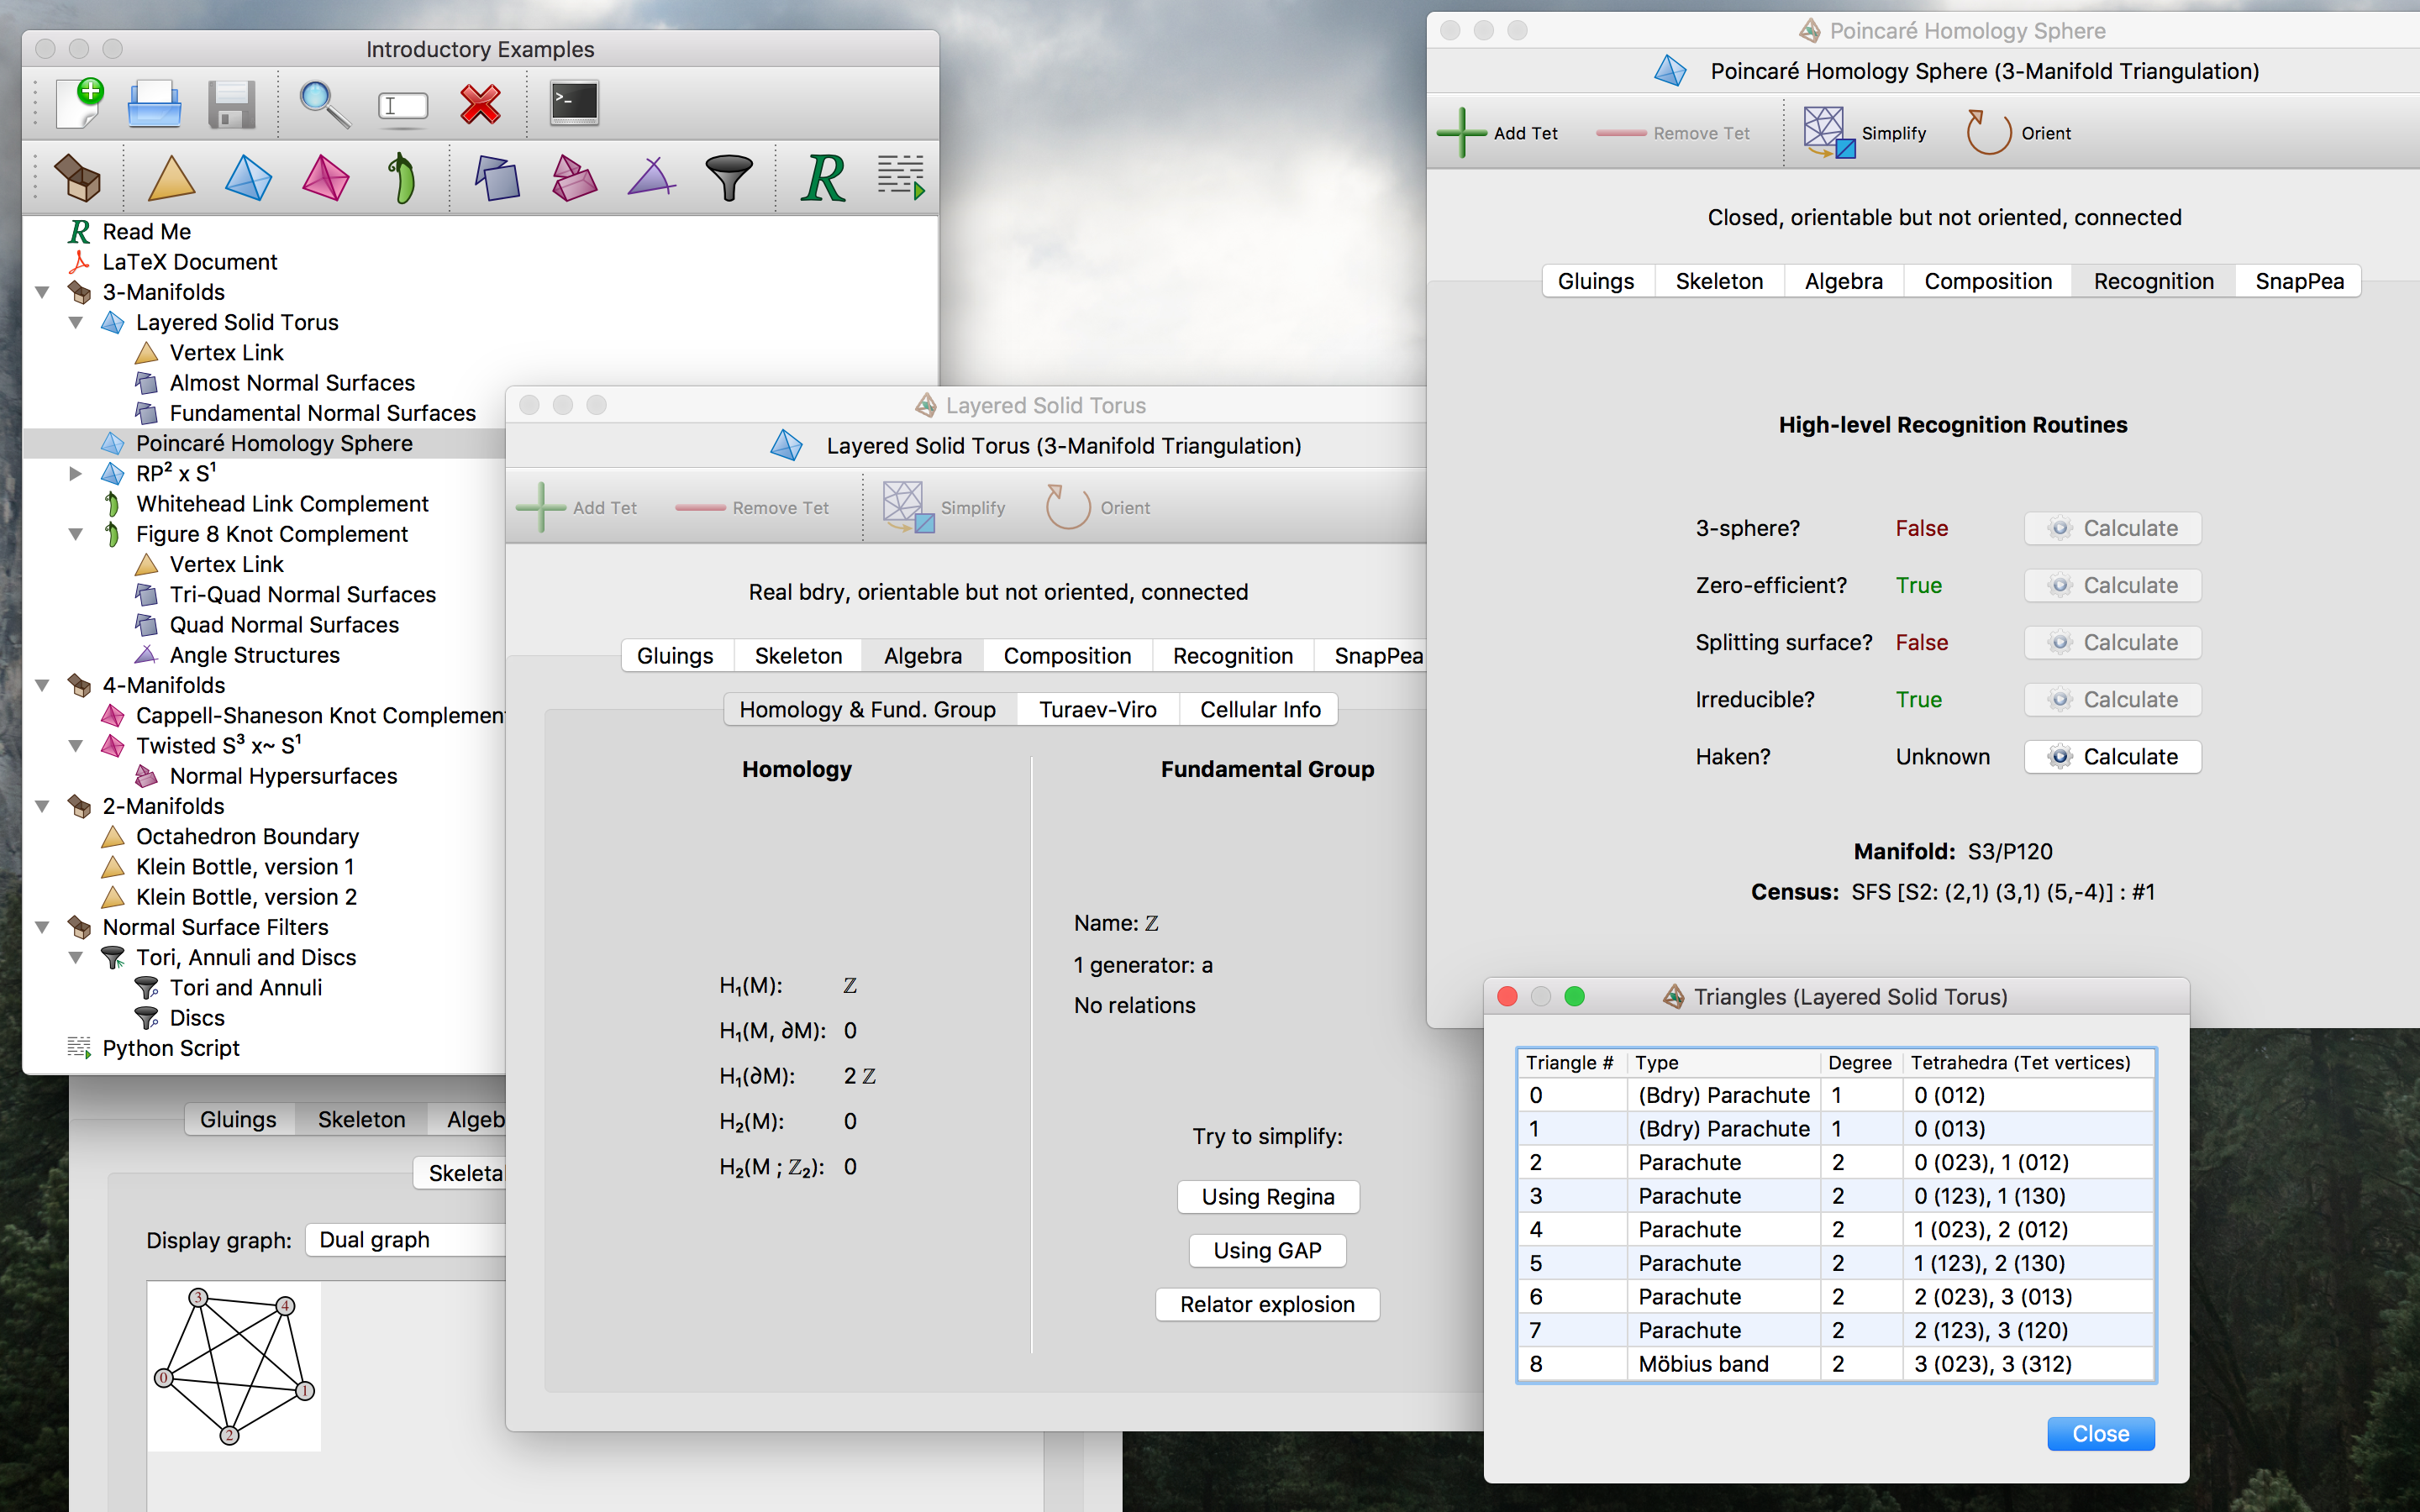 Introductory Examples
Read Me
LaTeX Document
3-Manifolds
Layered Solid Torus
Vertex Link
Almost Normal Surfaces
Fundamental Normal Surfaces
Poincaré Homology Sphere
RP² x S¹
Whitehead Link Complement
Figure 8 Knot Complement
Vertex Link
Tri-Quad Normal Surfaces
Quad Normal Surfaces
Angle Structures
4-Manifolds
Cappell-Shaneson Knot Complemen
Twisted S³ x~ S¹
Normal Hypersurfaces
2-Manifolds
Octahedron Boundary
Klein Bottle, version 1
Klein Bottle, version 2
Normal Surface Filters
Tori, Annuli and Discs
Tori and Annuli
Discs
Python Script
Gluings Skeleton Algeb
Skeletal
Display graph: Dual graph
3
4
0
1
2
Layered Solid Torus
Layered Solid Torus (3-Manifold Triangulation)
Add Tet Remove Tet Simplify Orient
Real bdry, orientable but not oriented, connected
Gluings Skeleton Algebra Composition Recognition SnapPea
Homology & Fund. Group Turaev-Viro Cellular Info
Homology
H₁(M): ℤ
H₁(M, ∂M): 0
H₁(∂M): 2 ℤ
H₂(M): 0
H₂(M ; ℤ₂): 0
Fundamental Group
Name: ℤ
1 generator: a
No relations
Try to simplify:
Using Regina
Using GAP
Relator explosion
Poincaré Homology Sphere
Poincaré Homology Sphere (3-Manifold Triangulation)
Add Tet Remove Tet Simplify Orient
Closed, orientable but not oriented, connected
Gluings Skeleton Algebra Composition Recognition SnapPea
High-level Recognition Routines
3-sphere? False Calculate
Zero-efficient? True Calculate
Splitting surface? False Calculate
Irreducible? True Calculate
Haken? Unknown Calculate
Manifold: S3/P120
Census: SFS [S2: (2,1) (3,1) (5,-4)] : #1
Triangles (Layered Solid Torus)
Triangle # Type Degree Tetrahedra (Tet vertices)
0 (Bdry) Parachute 1 0 (012)
1 (Bdry) Parachute 1 0 (013)
2 Parachute 2 0 (023), 1 (012)
3 Parachute 2 0 (123), 1 (130)
4 Parachute 2 1 (023), 2 (012)
5 Parachute 2 1 (123), 2 (130)
6 Parachute 2 2 (023), 3 (013)
7 Parachute 2 2 (123), 3 (120)
8 Möbius band 2 3 (023), 3 (312)
Close